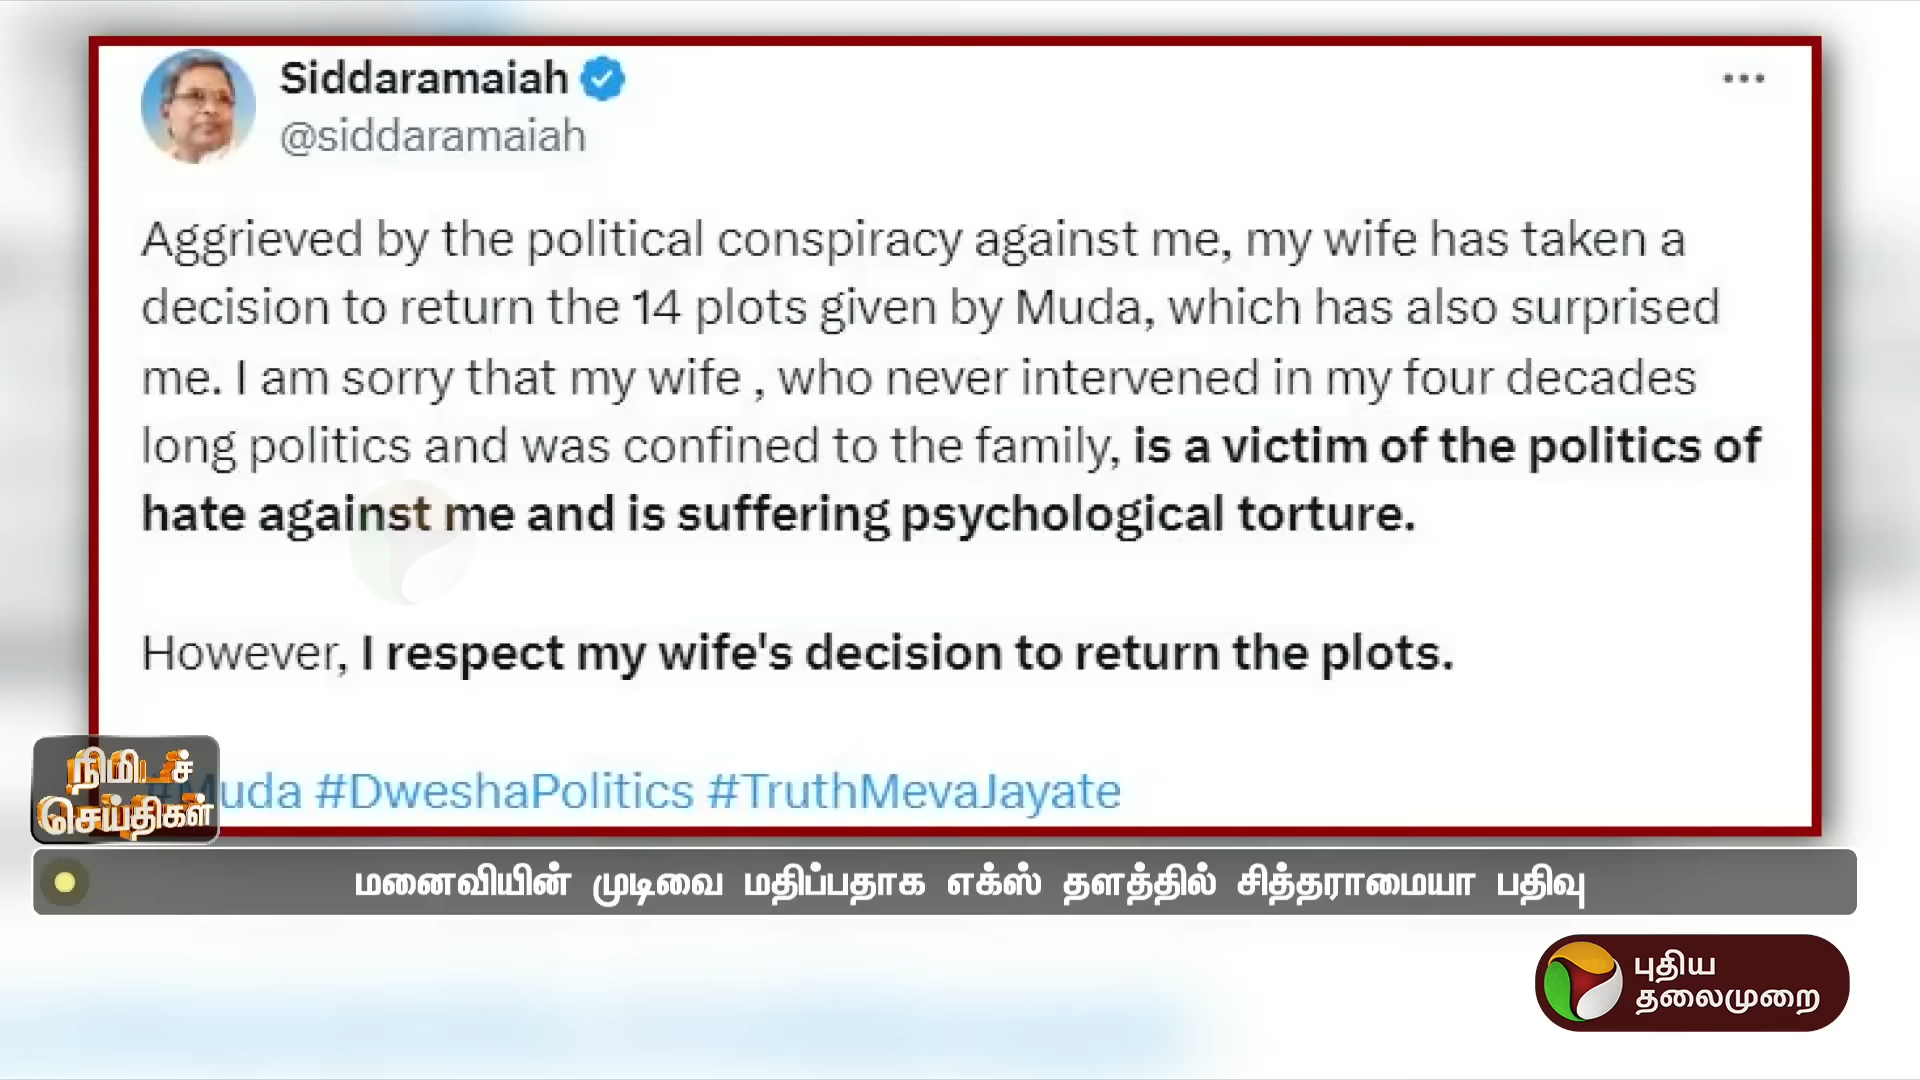 Siddaramaiah
@siddaramaiah
Aggrieved by the political conspiracy against me, my wife has taken a
decision to return the 14 plots given by Muda, which has also surprised
me. I am sorry that my wife , who never intervened in my four decades
long politics and was confined to the family, is a victim of the politics of
hate against me and is suffering psychological torture.
However, I respect my wife's decision to return the plots.
#Muda #DweshaPolitics #TruthMevaJayate
நிமிடச்
செய்திகள்
மனைவியின் முடிவை மதிப்பதாக எக்ஸ் தளத்தில் சித்தராமையா பதிவு
புதிய
தலைமுறை